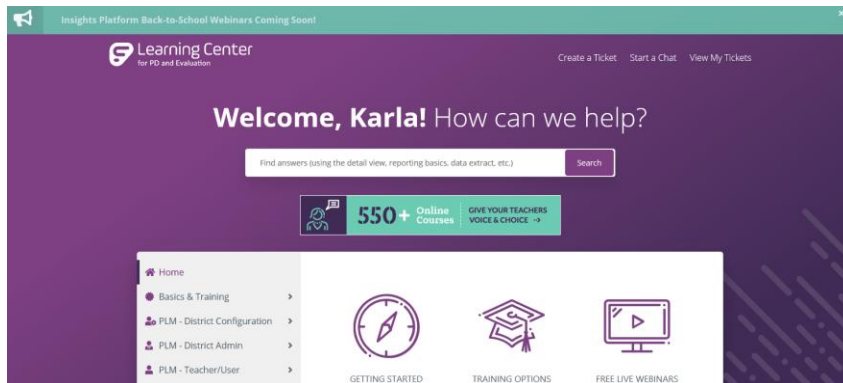 Insights Platform Back-to-School Webinars Coming Soon!
×
Learning Center
for PD and Evaluation
Create a Ticket Start a Chat View My Tickets
Welcome, Karla! How can we help?
Find answers (using the detail view, reporting basics, data extract, etc.) Search
550+ Online Courses GIVE YOUR TEACHERS
VOICE & CHOICE →
Home
Basics & Training >
PLM - District Configuration >
PLM - District Admin >
PLM - Teacher/User >
GETTING STARTED TRAINING OPTIONS FREE LIVE WEBINARS